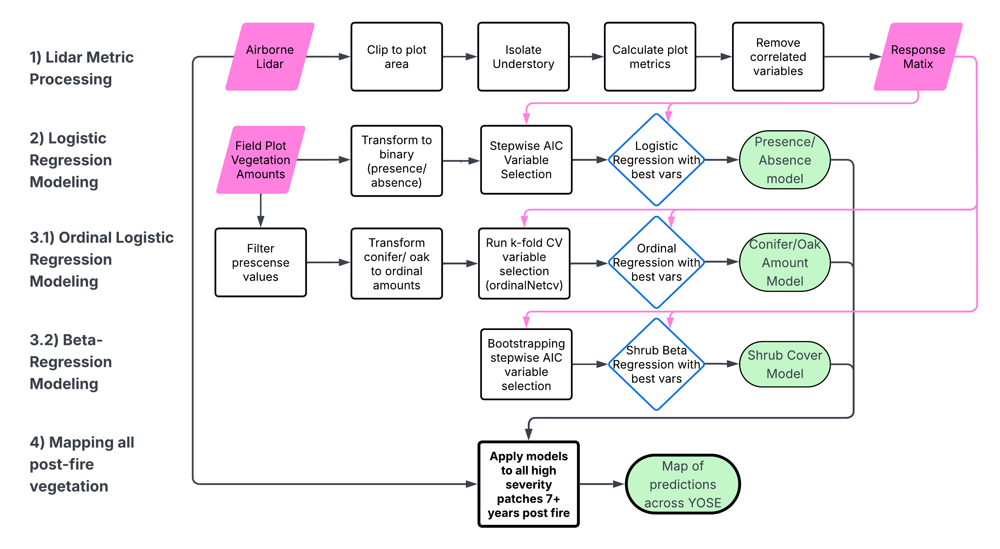 1) Lidar Metric
Processing
Airborne
Lidar
Clip to plot
area
Isolate
Understory
Calculate plot
metrics
Remove
correlated
variables
Response
Matix
2) Logistic
Regression
Modeling
Field Plot
Vegetation
Amounts
Transform to
binary
(presence/
absence)
Stepwise AIC
Variable
Selection
Logistic
Regression with
best vars
Presence/
Absence
model
3.1) Ordinal Logistic
Regression
Modeling
Filter
prescense
values
Transform
conifer/ oak
to ordinal
amounts
Run k-fold CV
variable
selection
(ordinalNetcv)
Ordinal
Regression with
best vars
Conifer/Oak
Amount
Model
3.2) Beta-
Regression
Modeling
Bootstrapping
stepwise AIC
variable
selection
Shrub Beta
Regression with
best vars
Shrub Cover
Model
4) Mapping all
post-fire
vegetation
Apply models
to all high
severity
patches 7+
years post fire
Map of
predictions
across YOSE